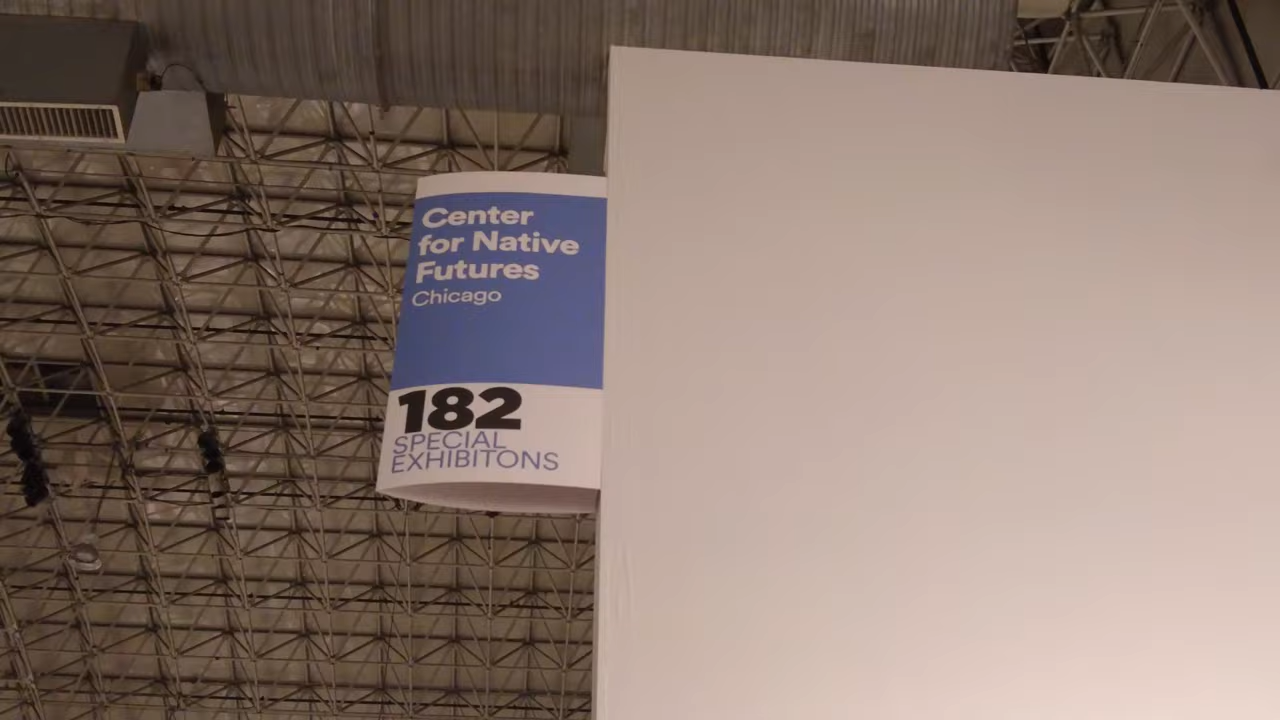 Center
for Native
Futures
Chicago
182
SPECIAL
EXHIBITONS